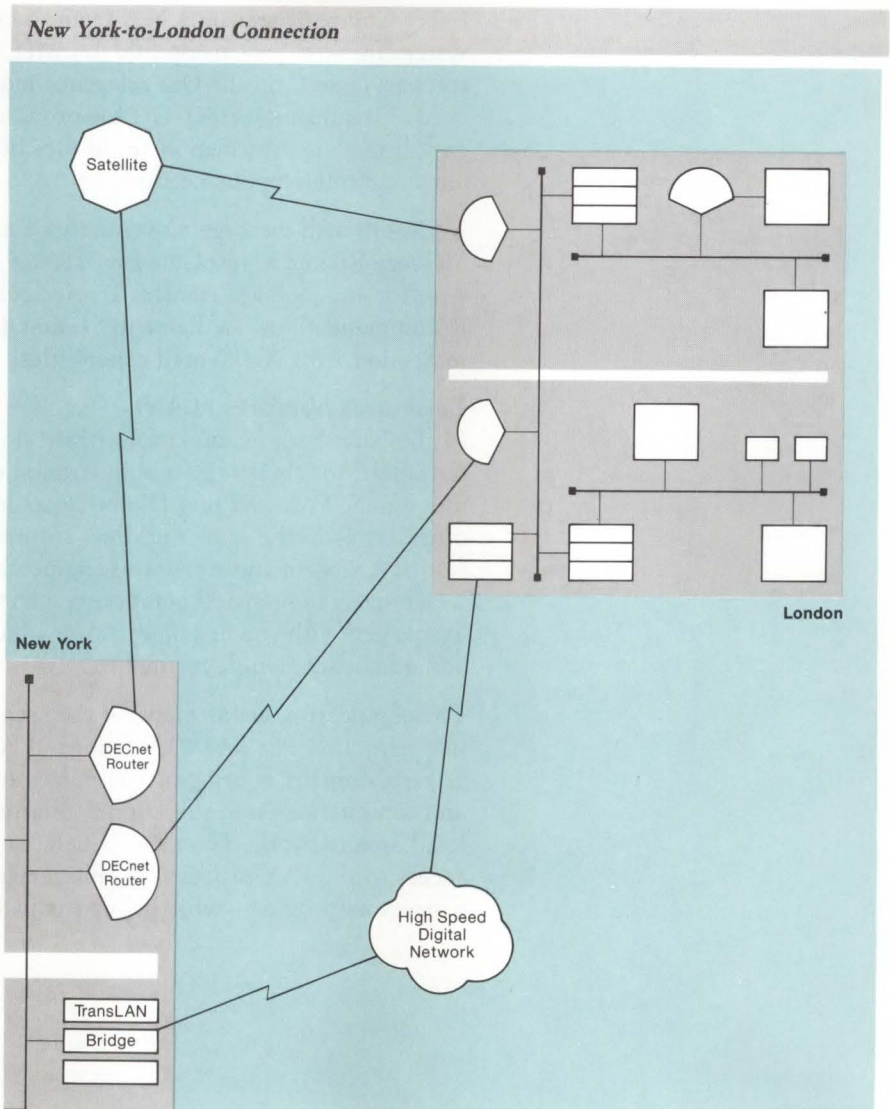 New York-to-London Connection
Satellite
London
New York
DECnet
Router
DECnet
Router
High Speed
Digital
Network
TransLAN
Bridge